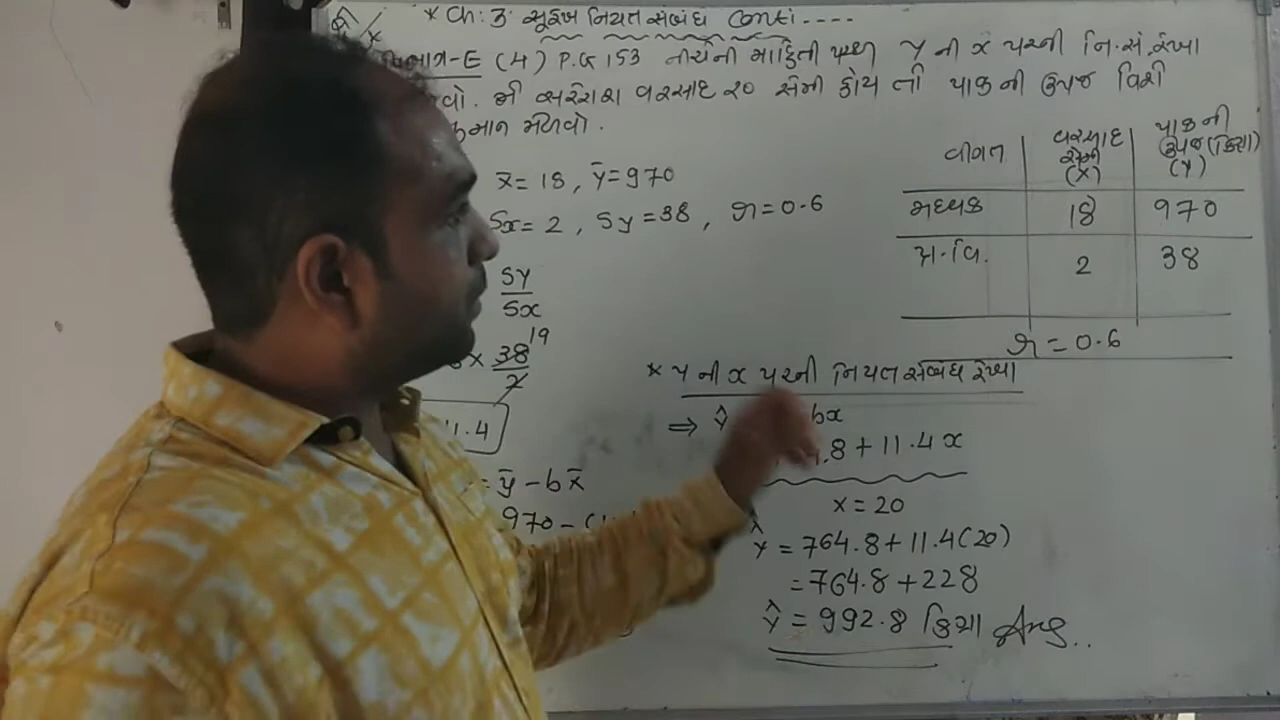 * Ch: 3 સુરેખ નિયત સંબંધ Conti ----
વિભાગ-E (4) P.G 153 નીચેની માહિતી પરથી Y ની X પરની નિ.સં. રેખા
મેળવો. જો સરેરાશ વરસાદ 20 સેમી હોય તો પાકની ઉપજ વિશે
અનુમાન મેળવો.
x̄ = 18, ȳ = 970
Sx = 2, Sy = 38, r = 0.6
Sy
Sx
× 38 19
2
11.4
= ȳ - bx̄
970 -
વીગત વરસાદ સેમી (X) પાકની ઉપજ (કિગ્રા) (Y)
મધ્યક 18 970
પ્ર.વિ. 2 38
r = 0.6
* Y ની X પરની નિયત સંબંધ રેખા
⇒ ŷ bx
.8 + 11.4x
x = 20
ŷ = 764.8 + 11.4(20)
= 764.8 + 228
ŷ = 992.8 કિગ્રા Ans..